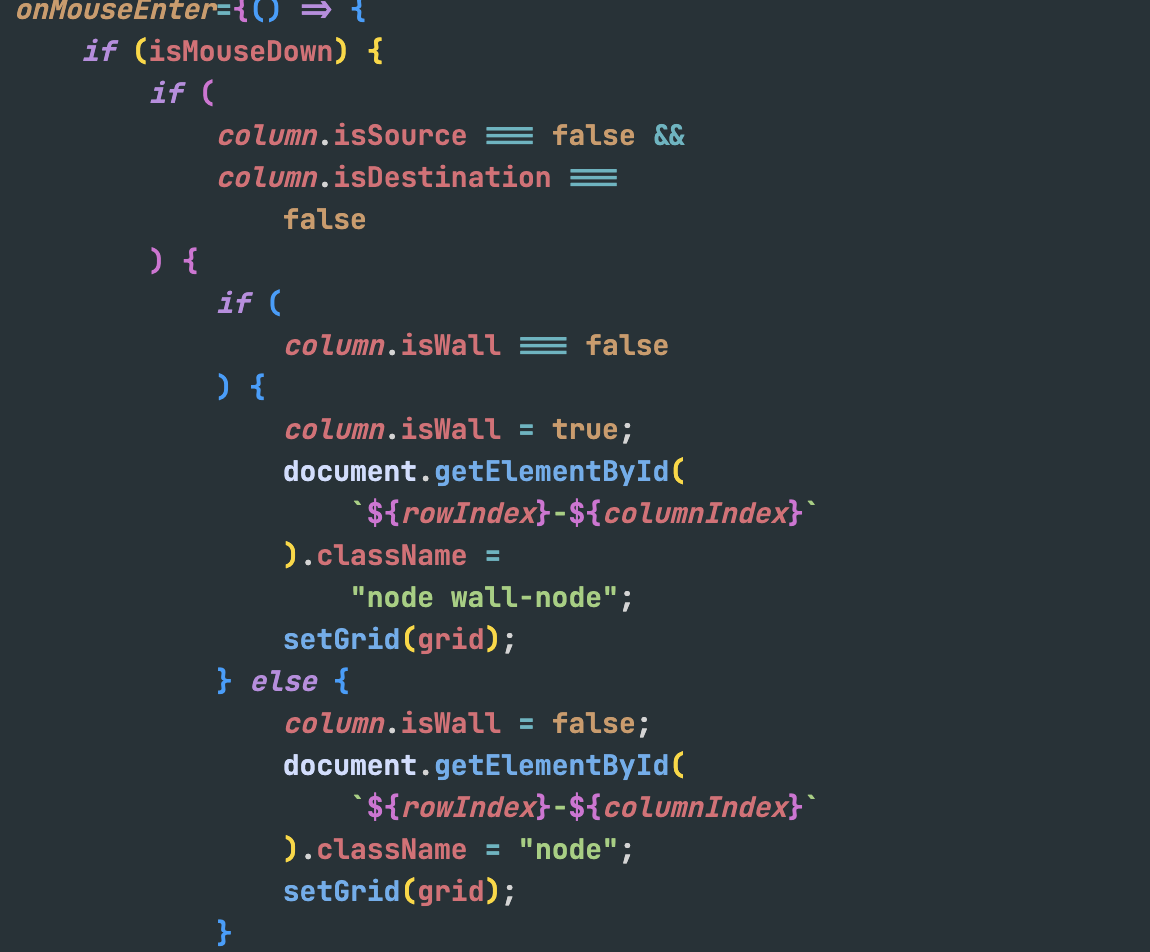 onMouseEnter={() => {
if (isMouseDown) {
if (
column.isSource === false &&
column.isDestination ===
false
) {
if (
column.isWall === false
) {
column.isWall = true;
document.getElementById(
`${rowIndex}-${columnIndex}`
).className =
"node wall-node";
setGrid(grid);
} else {
column.isWall = false;
document.getElementById(
`${rowIndex}-${columnIndex}`
).className = "node";
setGrid(grid);
}